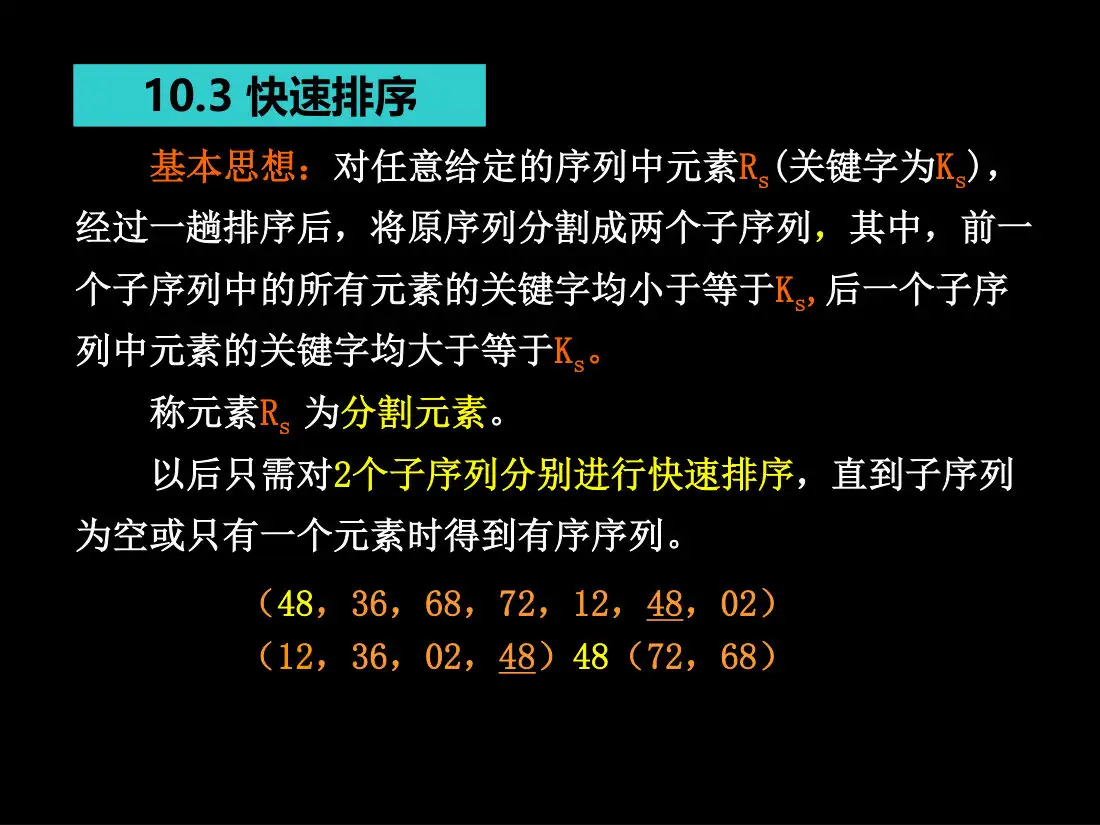 10.3 快速排序
基本思想：对任意给定的序列中元素Rs(关键字为Ks)，
经过一趟排序后，将原序列分割成两个子序列，其中，前一
个子序列中的所有元素的关键字均小于等于Ks,后一个子序
列中元素的关键字均大于等于Ks。
称元素Rs 为分割元素。
以后只需对2个子序列分别进行快速排序，直到子序列
为空或只有一个元素时得到有序序列。
（48，36，68，72，12，48，02）
（12，36，02，48）48（72，68）